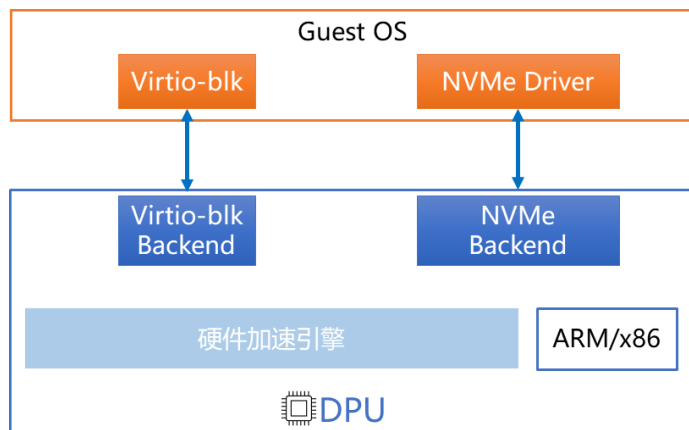 Guest OS
Virtio-blk
NVMe Driver
Virtio-blk
Backend
NVMe
Backend
硬件加速引擎
ARM/x86
DPU